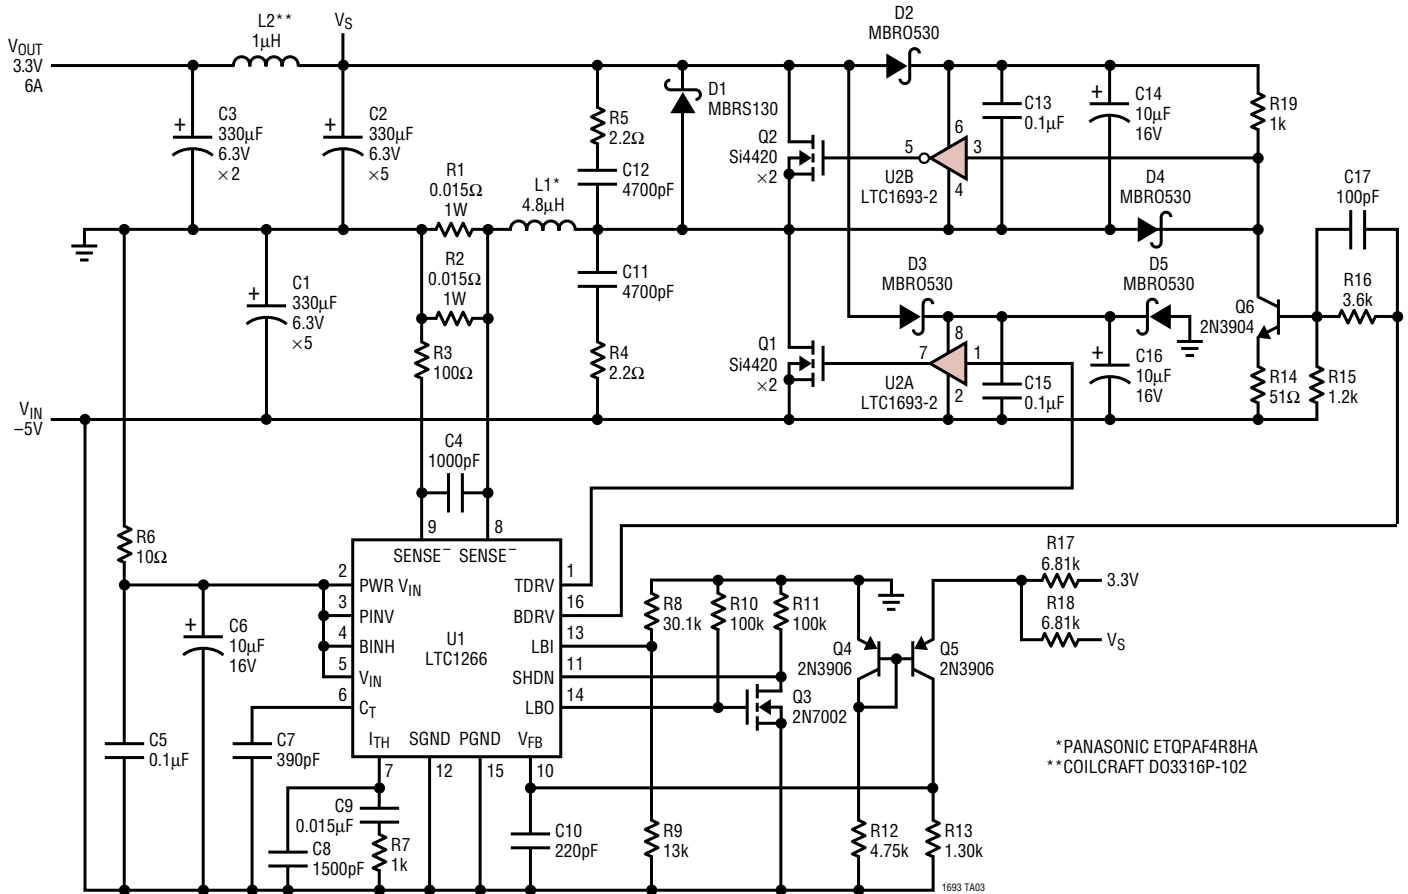 L2**
1µH
VS
VOUT
3.3V
6A
C3
330µF
6.3V
×2
C2
330µF
6.3V
×5
R1
0.015Ω
1W
L1*
4.8µH
R5
2.2Ω
C12
4700pF
D1
MBRS130
D2
MBR0530
Q2
Si4420
×2
5
6
3
4
U2B
LTC1693-2
C13
0.1µF
C14
10µF
16V
R19
1k
D4
MBR0530
C17
100pF
C1
330µF
6.3V
×5
R2
0.015Ω
1W
R3
100Ω
C11
4700pF
R4
2.2Ω
D3
MBR0530
D5
MBR0530
Q1
Si4420
×2
7
8
1
2
U2A
LTC1693-2
C15
0.1µF
C16
10µF
16V
Q6
2N3904
R16
3.6k
R14
51Ω
R15
1.2k
VIN
–5V
C4
1000pF
9
8
R6
10Ω
SENSE–
SENSE–
2
PWR VIN
TDRV
1
3
PINV
BDRV
16
4
BINH
LBI
13
5
VIN
SHDN
11
6
CT
LBO
14
U1
LTC1266
ITH
SGND
PGND
VFB
7
12
15
10
C6
10µF
16V
C5
0.1µF
C7
390pF
C9
0.015µF
C8
1500pF
R7
1k
C10
220pF
R8
30.1k
R10
100k
R11
100k
Q4
2N3906
Q5
2N3906
R17
6.81k
3.3V
R18
6.81k
VS
Q3
2N7002
R9
13k
R12
4.75k
R13
1.30k
*PANASONIC ETQPAF4R8HA
**COILCRAFT DO3316P-102
1693 TA03